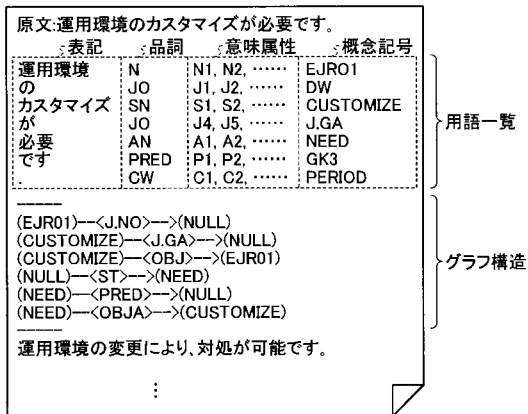 原文:運用環境のカスタマイズが必要です。
表記 品詞 意味属性 概念記号
運用環境 N N1, N2, ‥‥‥ EJR01
の JO J1, J2, ‥‥‥ DW
カスタマイズ SN S1, S2, ‥‥‥ CUSTOMIZE
が JO J4, J5, ‥‥‥ J.GA
必要 AN A1, A2, ‥‥‥ NEED
です PRED P1, P2, ‥‥‥ GK3
. CW C1, C2, ‥‥‥ PERIOD
用語一覧
-----
(EJR01)--<J.NO>-->(NULL)
(CUSTOMIZE)--<J.GA>-->(NULL)
(CUSTOMIZE)--<OBJ>-->(EJR01)
(NULL)--<ST>-->(NEED)
(NEED)--<PRED>-->(NULL)
(NEED)--<OBJA>-->(CUSTOMIZE)
-----
グラフ構造
運用環境の変更により、対処が可能です。
⋮